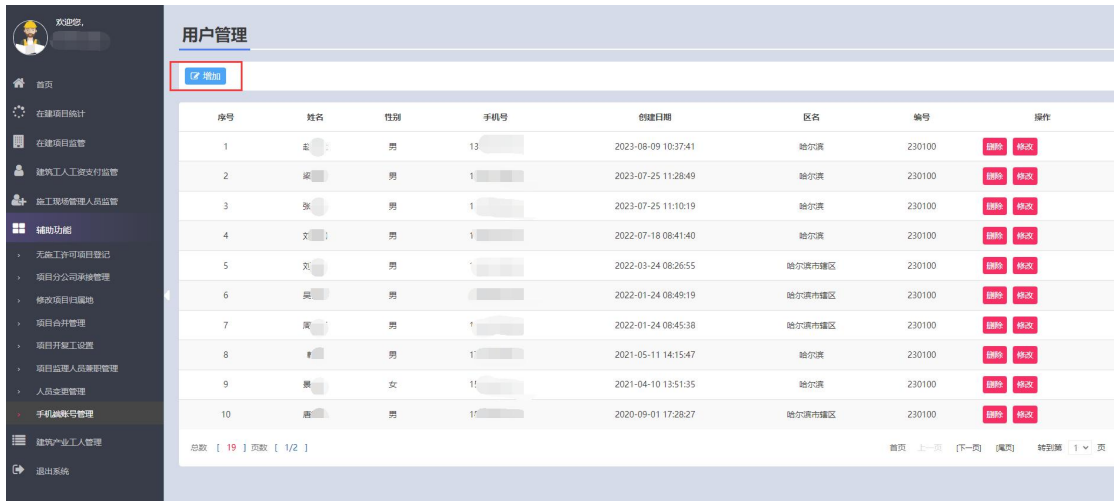 欢迎您,
首页
在建项目统计
在建项目监管
建筑工人工资支付监管
施工现场管理人员监管
辅助功能
无施工许可项目登记
项目分公司承接管理
修改项目归属地
项目合并管理
项目开复工设置
项目监理人员兼职管理
人员变更管理
手机端账号管理
建筑产业工人管理
退出系统
用户管理
增加
序号 姓名 性别 手机号 创建日期 区名 编号 操作
1 男 13 2023-08-09 10:37:41 哈尔滨 230100 删除 修改
2 男 1 2023-07-25 11:28:49 哈尔滨 230100 删除 修改
3 张 男 1 2023-07-25 11:10:19 哈尔滨 230100 删除 修改
4 刘 男 1 2022-07-18 08:41:40 哈尔滨 230100 删除 修改
5 刘 男 2022-03-24 08:26:55 哈尔滨市辖区 230100 删除 修改
6 吴 男 2022-01-24 08:49:19 哈尔滨市辖区 230100 删除 修改
7 周 男 1 2022-01-24 08:45:38 哈尔滨市辖区 230100 删除 修改
8 男 1 2021-05-11 14:15:47 哈尔滨 230100 删除 修改
9 景 女 1 2021-04-10 13:51:35 哈尔滨 230100 删除 修改
10 男 1 2020-09-01 17:28:27 哈尔滨市辖区 230100 删除 修改
总数 [ 19 ] 页数 [ 1/2 ]
首页 上一页 [下一页] [尾页] 转到第 1 页